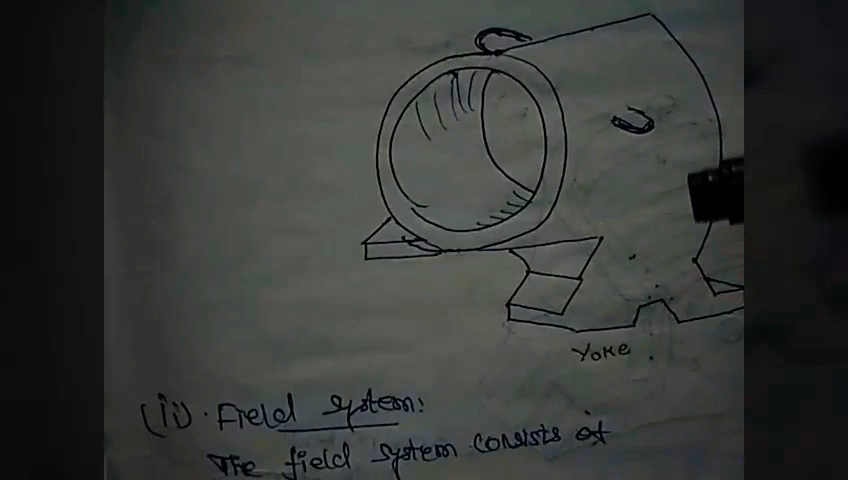 Yoke
(ii). Field system:
The field system consists of